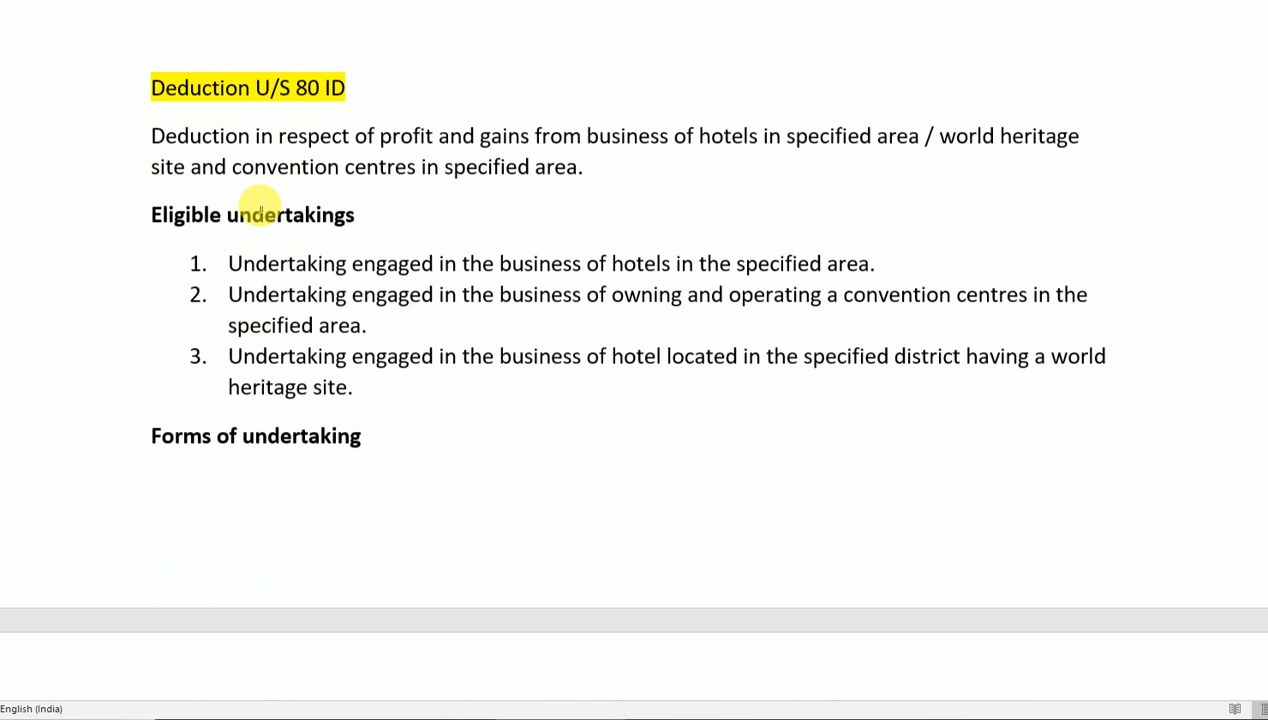 Deduction U/S 80 ID
Deduction in respect of profit and gains from business of hotels in specified area / world heritage
site and convention centres in specified area.
Eligible undertakings
1. Undertaking engaged in the business of hotels in the specified area.
2. Undertaking engaged in the business of owning and operating a convention centres in the
specified area.
3. Undertaking engaged in the business of hotel located in the specified district having a world
heritage site.
Forms of undertaking
English (India)